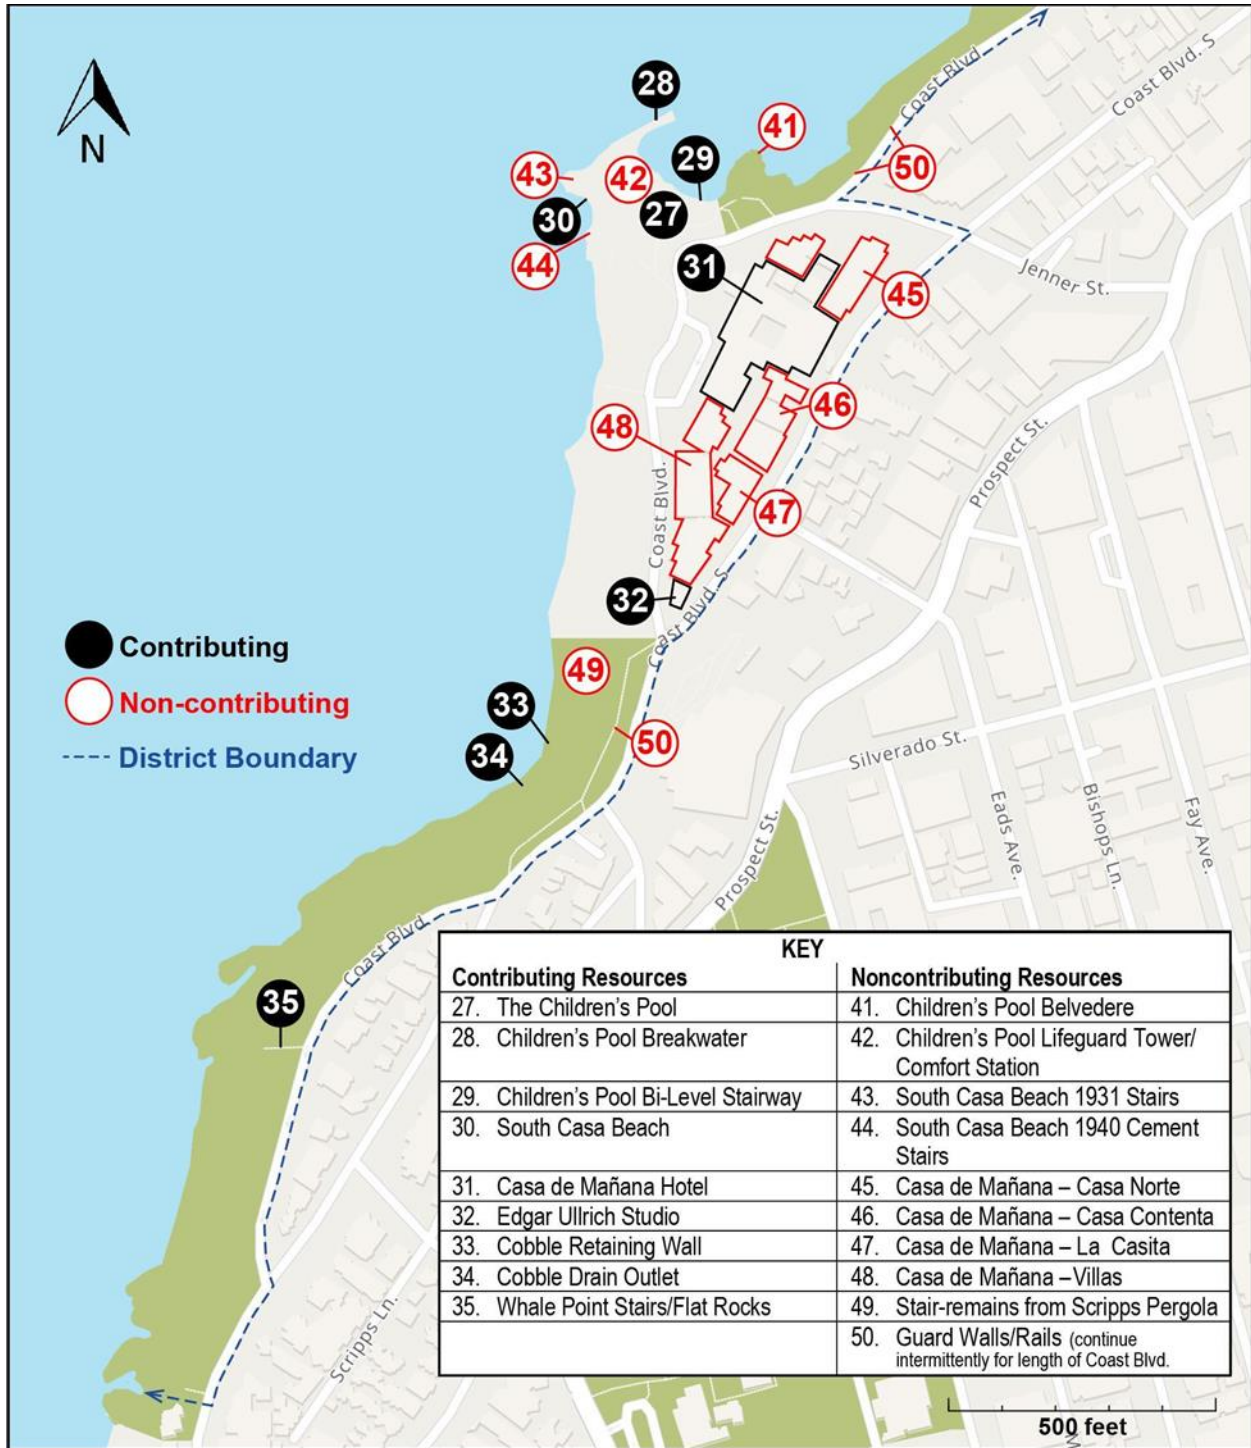 28
41
29
50
43
42
30
27
44
31
45
46
48
47
32
49
33
34
50
35
N
Coast Blvd
Coast Blvd. S
Jenner St.
Prospect St.
Coast Blvd.
Coast Blvd. S
Silverado St.
Prospect St.
Eads Ave.
Bishops Ln.
Fay Ave.
Coast Blvd
Scripps Ln.
Contributing
Non-contributing
District Boundary
KEY
Contributing Resources
Noncontributing Resources
27. The Children’s Pool
41. Children’s Pool Belvedere
28. Children’s Pool Breakwater
42. Children’s Pool Lifeguard Tower/
Comfort Station
29. Children’s Pool Bi-Level Stairway
43. South Casa Beach 1931 Stairs
30. South Casa Beach
44. South Casa Beach 1940 Cement
Stairs
31. Casa de Mañana Hotel
45. Casa de Mañana – Casa Norte
32. Edgar Ullrich Studio
46. Casa de Mañana – Casa Contenta
33. Cobble Retaining Wall
47. Casa de Mañana – La Casita
34. Cobble Drain Outlet
48. Casa de Mañana –Villas
35. Whale Point Stairs/Flat Rocks
49. Stair-remains from Scripps Pergola
50. Guard Walls/Rails (continue
intermittently for length of Coast Blvd.
500 feet